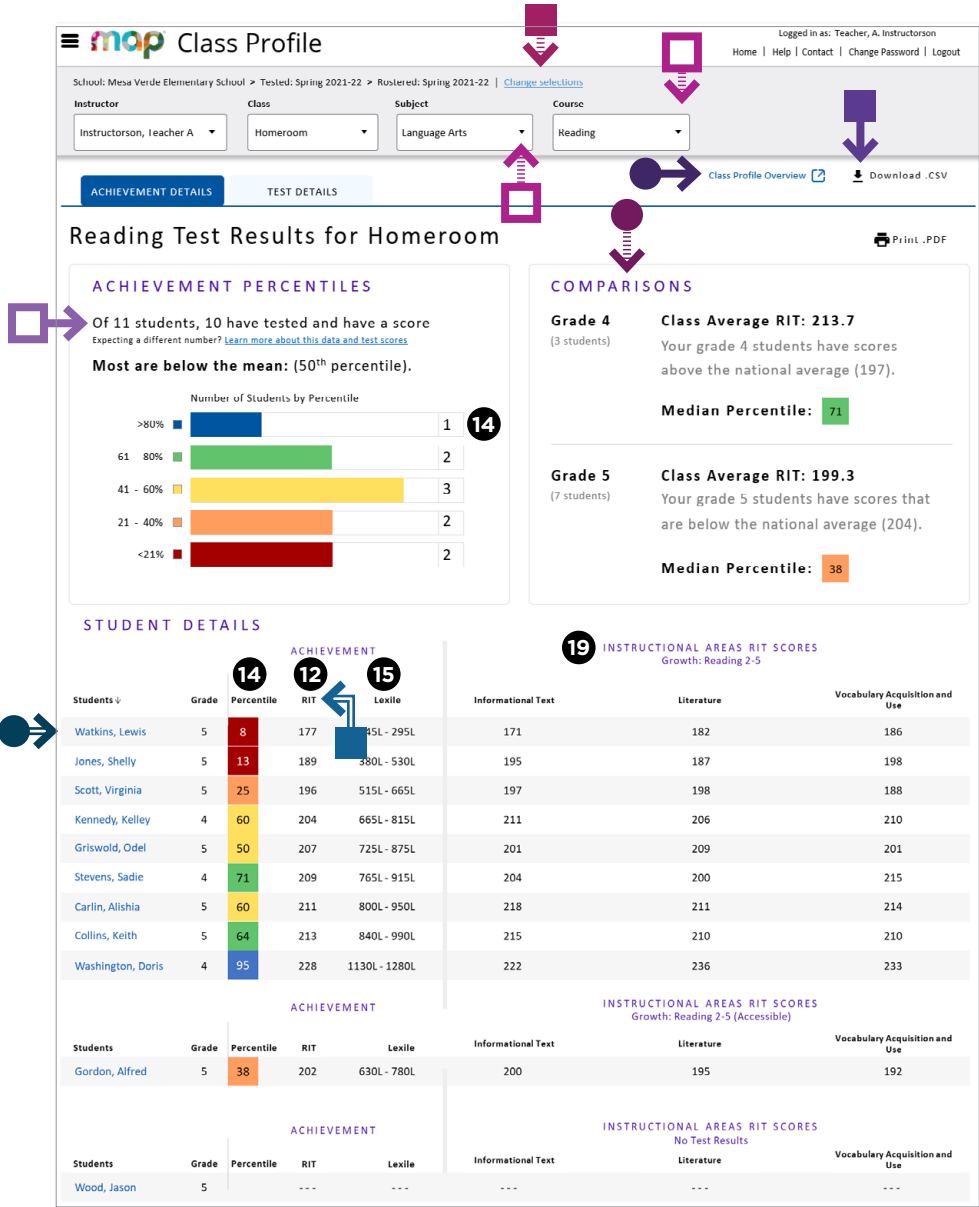 map Class Profile
Logged in as: Teacher, A. Instructorson
Home | Help | Contact | Change Password | Logout
School: Mesa Verde Elementary School > Tested: Spring 2021-22 > Rostered: Spring 2021-22 | Change selections
Instructor Class Subject Course
Instructorson, Teacher A Homeroom Language Arts Reading
ACHIEVEMENT DETAILS TEST DETAILS
Class Profile Overview Download .CSV
Reading Test Results for Homeroom
Print .PDF
ACHIEVEMENT PERCENTILES
Of 11 students, 10 have tested and have a score
Expecting a different number? Learn more about this data and test scores
Most are below the mean: (50th percentile).
Number of Students by Percentile
>80% 1 14
61 80% 2
41 - 60% 3
21 - 40% 2
<21% 2
COMPARISONS
Grade 4 Class Average RIT: 213.7
(3 students) Your grade 4 students have scores
above the national average (197).
Median Percentile: 71
Grade 5 Class Average RIT: 199.3
(7 students) Your grade 5 students have scores that
are below the national average (204).
Median Percentile: 38
STUDENT DETAILS
ACHIEVEMENT 19 INSTRUCTIONAL AREAS RIT SCORES
Growth: Reading 2-5
14 12 15
Students Grade Percentile RIT Lexile Informational Text Literature Vocabulary Acquisition and
Use
Watkins, Lewis 5 8 177 45L - 295L 171 182 186
Jones, Shelly 5 13 189 380L - 530L 195 187 198
Scott, Virginia 5 25 196 515L - 665L 197 198 188
Kennedy, Kelley 4 60 204 665L - 815L 211 206 210
Griswold, Odel 5 50 207 725L - 875L 201 209 201
Stevens, Sadie 4 71 209 765L - 915L 204 200 215
Carlin, Alishia 5 60 211 800L - 950L 218 211 214
Collins, Keith 5 64 213 840L - 990L 215 210 210
Washington, Doris 4 95 228 1130L - 1280L 222 236 233
ACHIEVEMENT INSTRUCTIONAL AREAS RIT SCORES
Growth: Reading 2-5 (Accessible)
Students Grade Percentile RIT Lexile Informational Text Literature Vocabulary Acquisition and
Use
Gordon, Alfred 5 38 202 630L - 780L 200 195 192
ACHIEVEMENT INSTRUCTIONAL AREAS RIT SCORES
No Test Results
Students Grade Percentile RIT Lexile Informational Text Literature Vocabulary Acquisition and
Use
Wood, Jason 5 --- --- --- --- ---